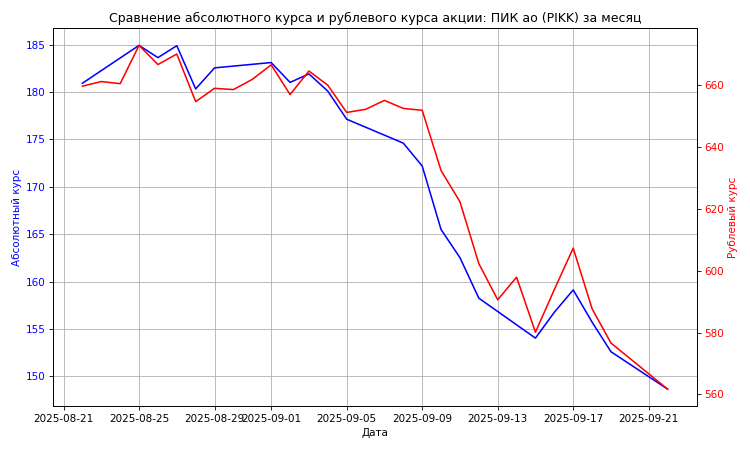 Сравнение абсолютного курса и рублевого курса акции: ПИК ао (PIKK) за месяц
185
180
175
170
165
160
155
150
Абсолютный курс
660
640
620
600
580
560
Рублевый курс
2025-08-21 2025-08-25 2025-08-29 2025-09-01 2025-09-05 2025-09-09 2025-09-13 2025-09-17 2025-09-21
Дата